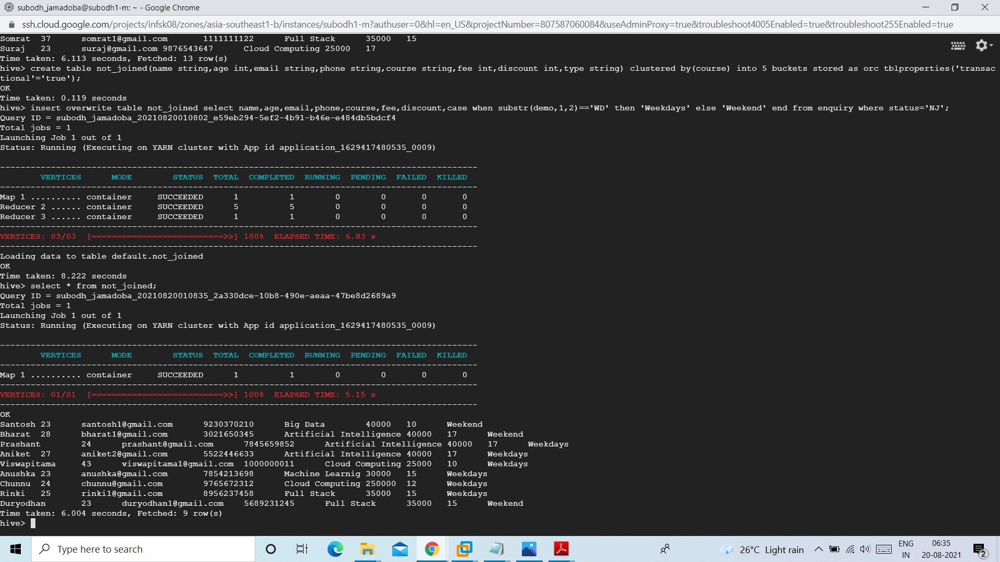 subodh_jamadoba@subodh1-m: ~ - Google Chrome
ssh.cloud.google.com/projects/infsk08/zones/asia-southeast1-b/instances/subodh1-m?authuser=0&hl=en_US&projectNumber=807587060084&useAdminProxy=true&troubleshoot4005Enabled=true&troubleshoot255Enabled=true
Somrat 37 somrat1@gmail.com 1111111122 Full Stack 35000 15
Suraj 23 suraj@gmail.com 9876543647 Cloud Computing 25000 17
Time taken: 6.113 seconds, Fetched: 13 row(s)
hive> create table not_joined(name string,age int,email string,phone string,course string,fee int,discount int,type string) clustered by(course) into 5 buckets stored as orc tblproperties('transac
tional'='true');
OK
Time taken: 0.119 seconds
hive> insert overwrite table not_joined select name,age,email,phone,course,fee,discount,case when substr(demo,1,2)=='WD' then 'Weekdays' else 'Weekend' end from enquiry where status='NJ';
Query ID = subodh_jamadoba_20210820010802_e59eb294-5ef2-4b91-b46e-e484db5bdcf4
Total jobs = 1
Launching Job 1 out of 1
Status: Running (Executing on YARN cluster with App id application_1629417480535_0009)
----------------------------------------------------------------------------------------------
VERTICES MODE STATUS TOTAL COMPLETED RUNNING PENDING FAILED KILLED
----------------------------------------------------------------------------------------------
Map 1 .......... container SUCCEEDED 1 1 0 0 0 0
Reducer 2 ...... container SUCCEEDED 5 5 0 0 0 0
Reducer 3 ...... container SUCCEEDED 1 1 0 0 0 0
----------------------------------------------------------------------------------------------
VERTICES: 03/03 [==========================>>] 100% ELAPSED TIME: 6.83 s
----------------------------------------------------------------------------------------------
Loading data to table default.not_joined
OK
Time taken: 8.222 seconds
hive> select * from not_joined;
Query ID = subodh_jamadoba_20210820010835_2a330dce-10b8-490e-aeaa-47be8d2689a9
Total jobs = 1
Launching Job 1 out of 1
Status: Running (Executing on YARN cluster with App id application_1629417480535_0009)
----------------------------------------------------------------------------------------------
VERTICES MODE STATUS TOTAL COMPLETED RUNNING PENDING FAILED KILLED
----------------------------------------------------------------------------------------------
Map 1 .......... container SUCCEEDED 1 1 0 0 0 0
----------------------------------------------------------------------------------------------
VERTICES: 01/01 [==========================>>] 100% ELAPSED TIME: 5.15 s
----------------------------------------------------------------------------------------------
OK
Santosh 23 santosh1@gmail.com 9230370210 Big Data 40000 10 Weekend
Bharat 28 bharat1@gmail.com 3021650345 Artificial Intelligence 40000 17 Weekend
Prashant 24 prashant@gmail.com 7845659852 Artificial Intelligence 40000 17 Weekdays
Aniket 27 aniket2@gmail.com 5522446633 Artificial Intelligence 40000 17 Weekdays
Viswapitama 43 viswapitama1@gmail.com 1000000011 Cloud Computing 25000 10 Weekdays
Anushka 23 anushka@gmail.com 7854213698 Machine Learnig 30000 15 Weekdays
Chunnu 24 chunnu@gmail.com 9765672312 Cloud Computing 250000 12 Weekdays
Rinki 25 rinki1@gmail.com 8956237458 Full Stack 35000 15 Weekdays
Duryodhan 23 duryodhan1@gmail.com 5689231245 Full Stack 35000 15 Weekend
Time taken: 6.004 seconds, Fetched: 9 row(s)
hive>
Type here to search
26°C Light rain
ENG
IN
06:35
20-08-2021
2